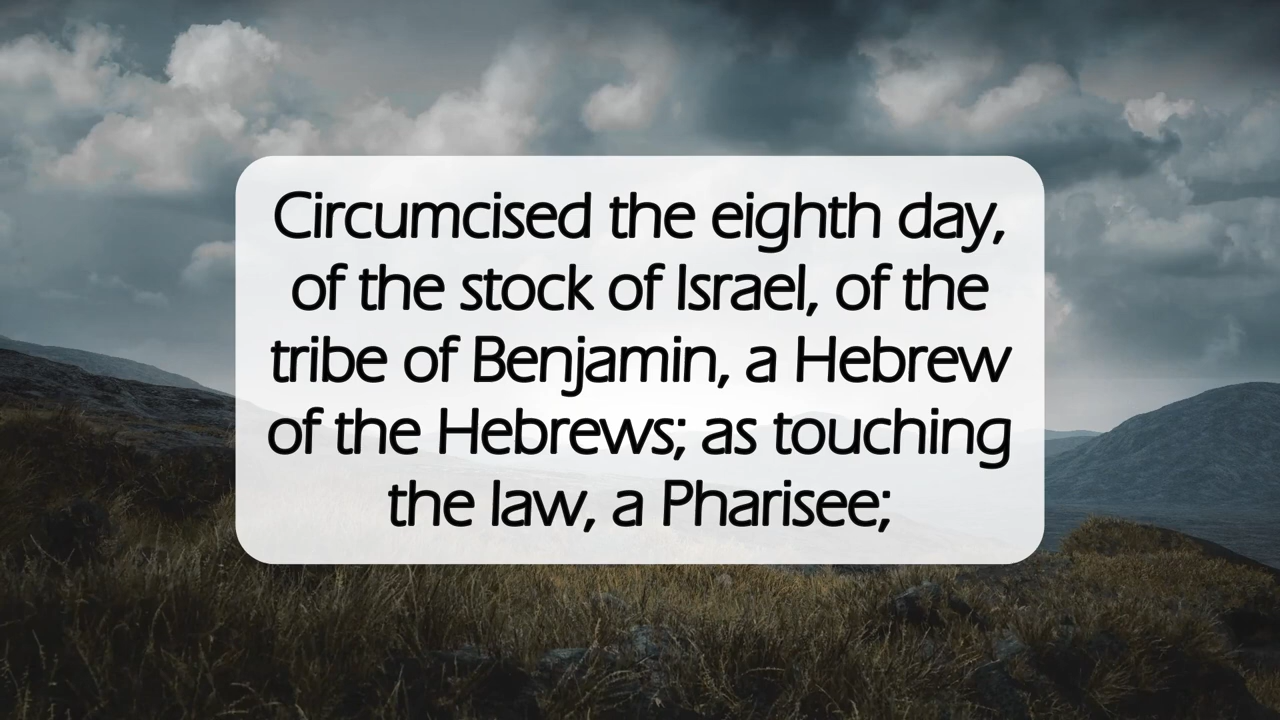 Circumcised the eighth day,
of the stock of Israel, of the
tribe of Benjamin, a Hebrew
of the Hebrews; as touching
the law, a Pharisee;